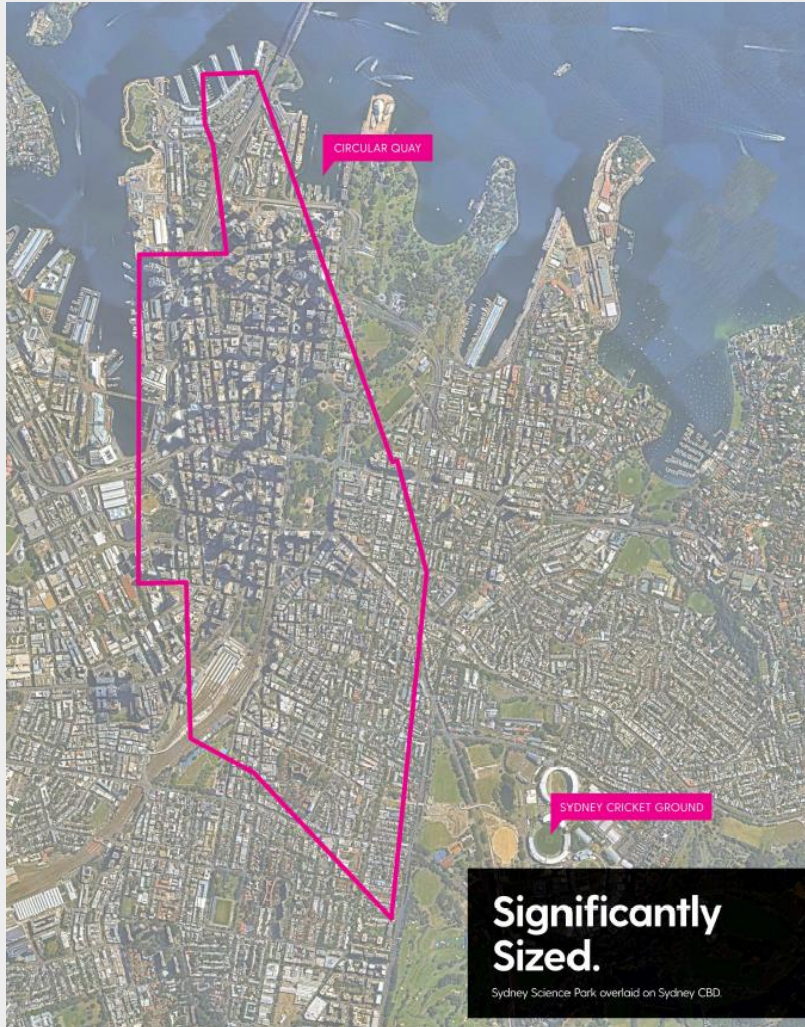 CIRCULAR QUAY
SYDNEY CRICKET GROUND
Significantly
Sized.
Sydney Science Park overlaid on Sydney CBD.